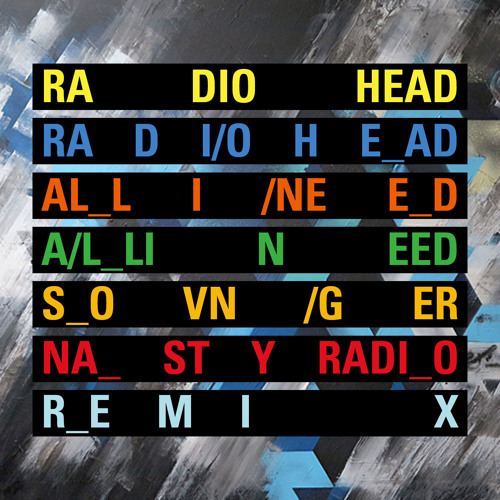 RA DIO HEAD
RA D I/O H E_AD
AL_L I /NE E_D
A/L_LI N EED
S_O VN /G ER
NA_ ST Y RADI_O
R_E M I X